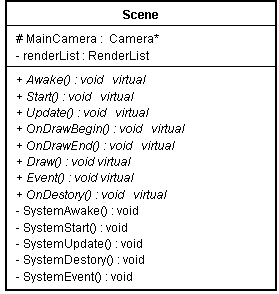 Scene
# MainCamera : Camera*
- renderList : RenderList
+ Awake() : void virtual
+ Start() : void virtual
+ Update() : void virtual
+ OnDrawBegin() : void virtual
+ OnDrawEnd() : void virtual
+ Draw() : void virtual
+ Event() : void virtual
+ OnDestory() : void virtual
- SystemAwake() : void
- SystemStart() : void
- SystemUpdate() : void
- SystemDestory() : void
- SystemEvent() : void